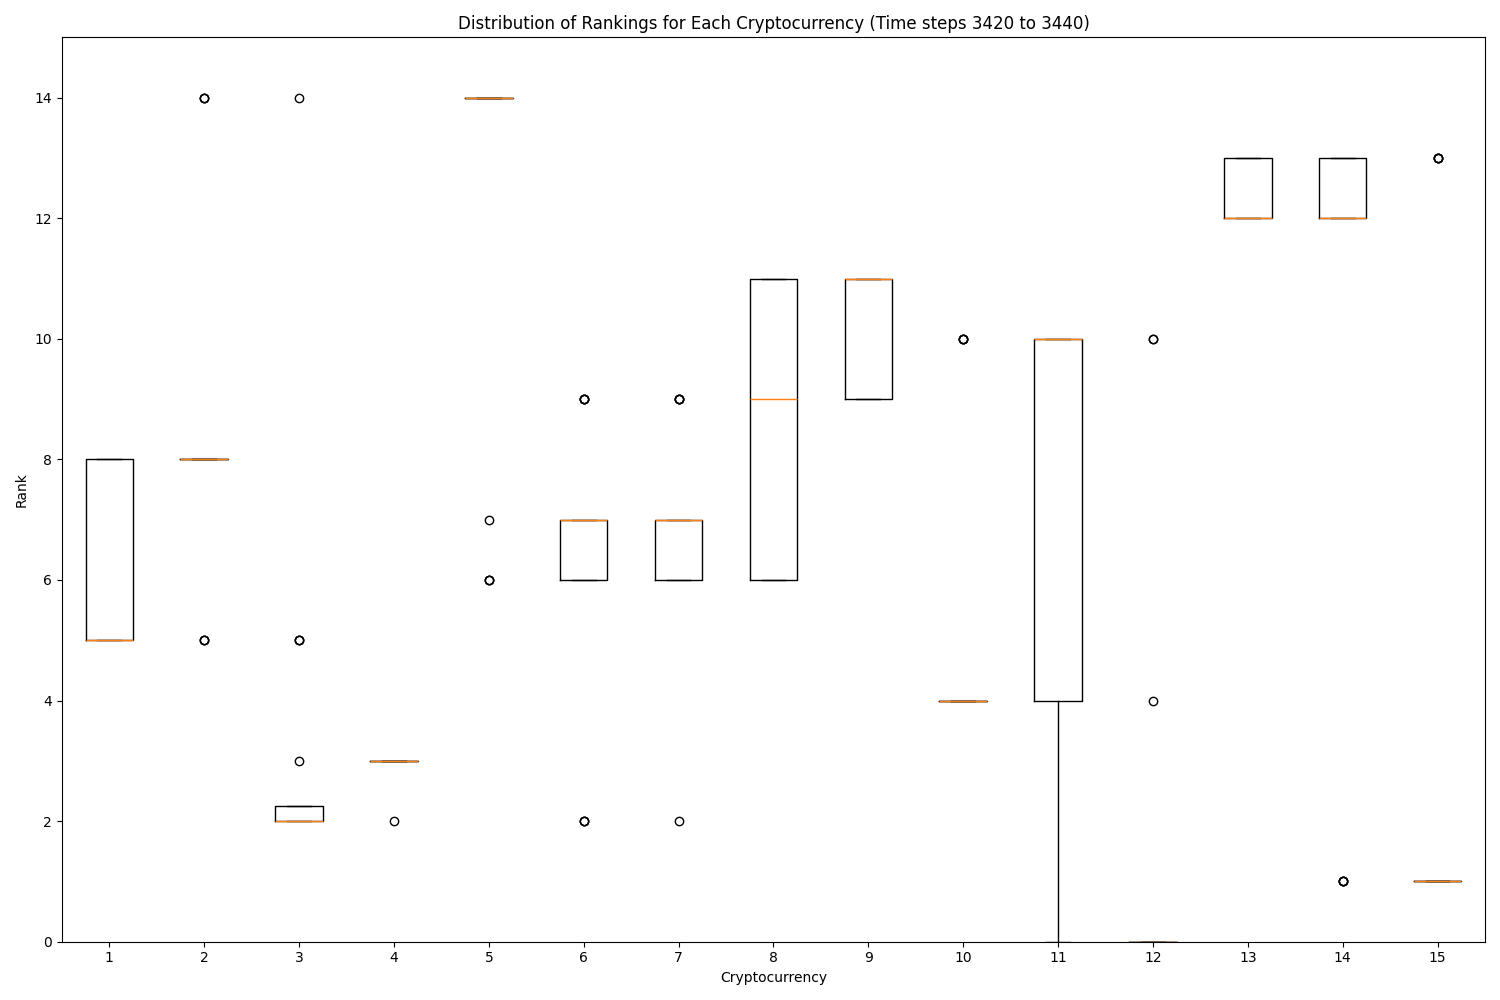 Distribution of Rankings for Each Cryptocurrency (Time steps 3420 to 3440)
Rank
14
12
10
8
6
4
2
0
1 2 3 4 5 6 7 8 9 10 11 12 13 14 15
Cryptocurrency